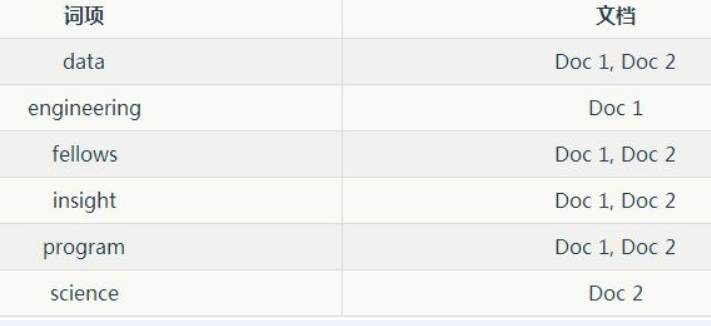 词项 文档
data Doc 1, Doc 2
engineering Doc 1
fellows Doc 1, Doc 2
insight Doc 1, Doc 2
program Doc 1, Doc 2
science Doc 2